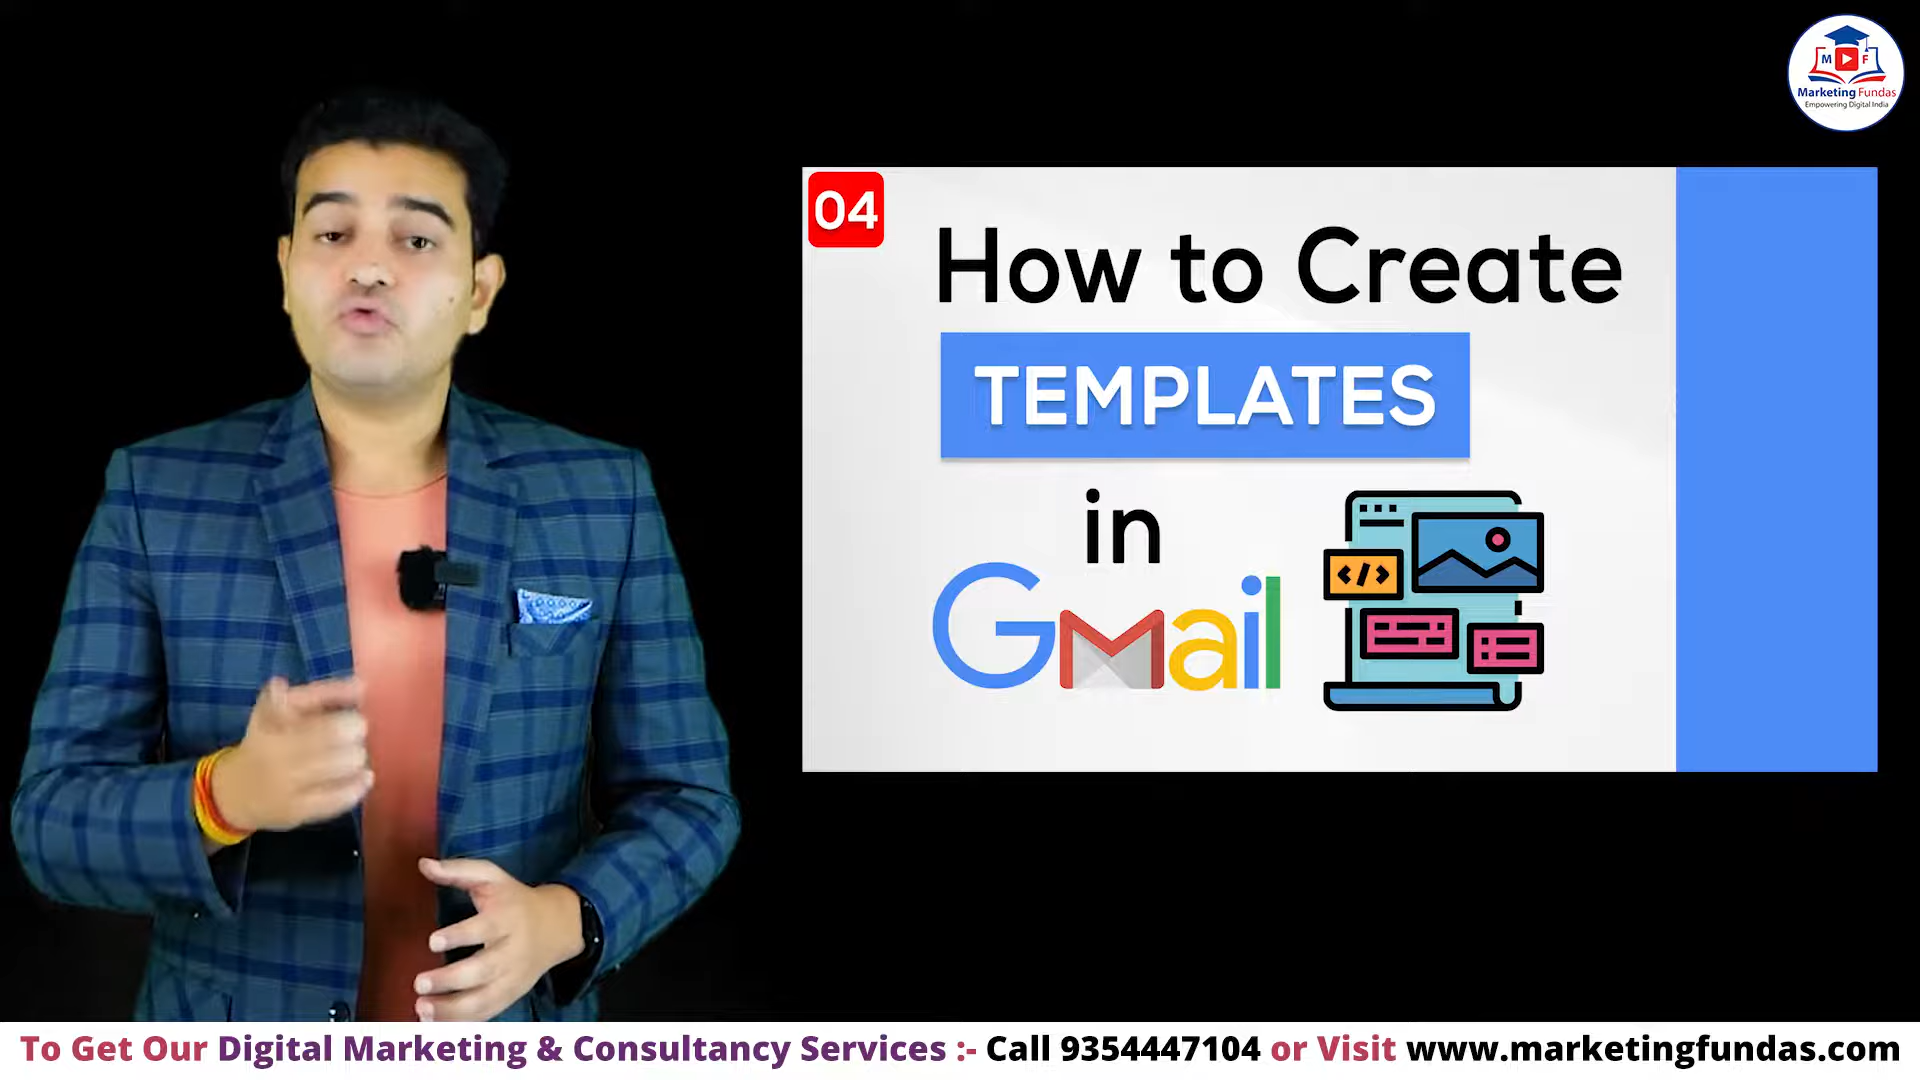 M F
Marketing Fundas
Empowering Digital India
04
How to Create
TEMPLATES
in
Gmail
</>
To Get Our Digital Marketing & Consultancy Services :- Call 9354447104 or Visit www.marketingfundas.com